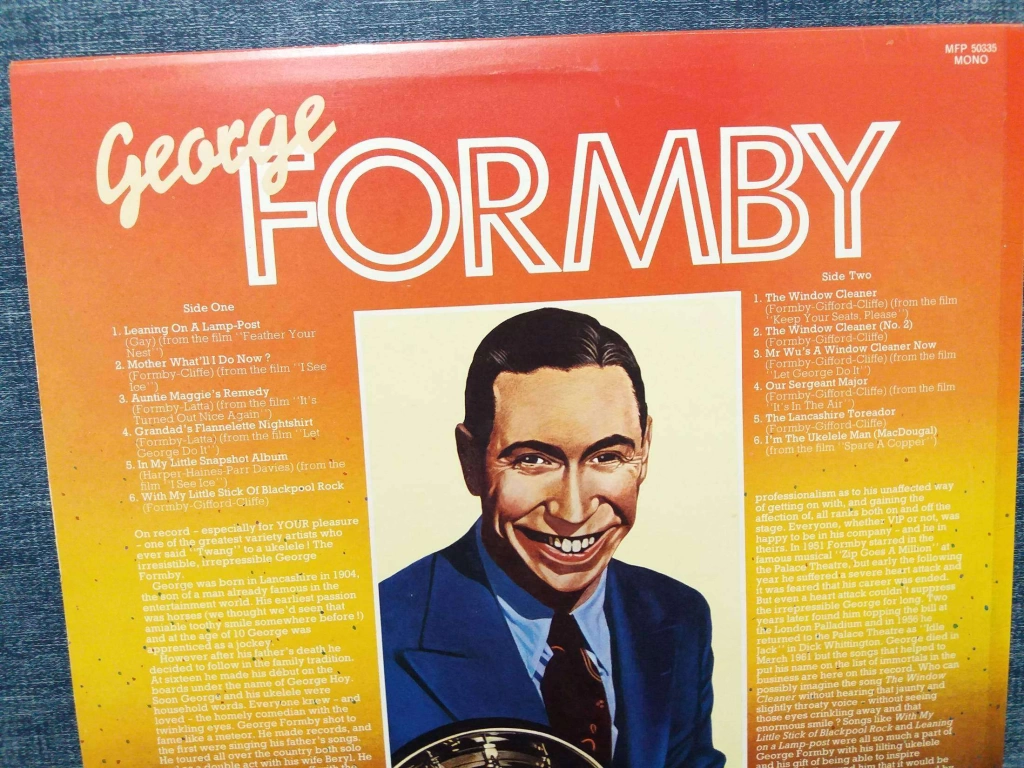 MFP 50335
MONO
George
FORMBY
Side One
1. Leaning On A Lamp-Post
(Gay) (from the film "Feather Your
Nest")
2. Mother What'll I Do Now?
(Formby-Cliffe) (from the film "I See
Ice")
3. Auntie Maggie's Remedy
(Formby-Latta) (from the film "It's
Turned Out Nice Again")
4. Grandad's Flannelette Nightshirt
(Formby-Latta) (from the film "Let
George Do It")
5. In My Little Snapshot Album
(Harper-Haines-Parr Davies) (from the
film "I See Ice")
6. With My Little Stick Of Blackpool Rock
(Formby-Gifford-Cliffe)
On record – especially for YOUR pleasure
– one of the greatest variety artists who
ever said "Twang" to a ukelele! The
irresistible, irrepressible George
Formby.
George was born in Lancashire in 1904,
the son of a man already famous in the
entertainment world. His earliest passion
was horses (we thought we'd seen that
amiable toothy smile somewhere before!)
and at the age of 10 George was
apprenticed as a jockey.
However after his father's death he
decided to follow in the family tradition.
At sixteen he made his début on the
boards under the name of George Hoy.
Soon George and his ukelele were
household words. Everyone knew – and
loved – the homely comedian with the
twinkling eyes. George Formby shot to
fame like a meteor. He made records, and
the first were singing his father's songs.
He toured all over the country both solo
double act with his wife Beryl. He
Side Two
1. The Window Cleaner
(Formby-Gifford-Cliffe) (from the film
"Keep Your Seats, Please")
2. The Window Cleaner (No. 2)
(Formby-Gifford-Cliffe)
3. Mr Wu's A Window Cleaner Now
(Formby-Gifford-Cliffe) (from the film
"Let George Do It")
4. Our Sergeant Major
(Formby-Gifford-Cliffe) (from the film
"It's In The Air")
5. The Lancashire Toreador
(Formby-Gifford-Cliffe)
6. I'm The Ukelele Man (MacDougal)
(from the film "Spare A Copper")
professionalism as to his unaffected way
of getting on with, and gaining the
affection of, all ranks both on and off the
stage. Everyone, whether VIP or not, was
happy to be in his company – and he in
theirs. In 1951 Formby starred in the
famous musical "Zip Goes A Million" at
the Palace Theatre, but early the following
year he suffered a severe heart attack and
it was feared that his career was ended.
But even a heart attack couldn't suppress
the irrepressible George for long. Two
years later found him topping the bill at
the London Palladium and in 1956 he
returned to the Palace Theatre as "Idle
Jack" in Dick Whittington. George died in
March 1961 but the songs that helped to
put his name on the list of immortals in the
business are here on this record. Who can
possibly imagine the song The Window
Cleaner without hearing that jaunty and
slightly throaty voice – without seeing
those eyes crinkling away and that
enormous smile? Songs like With My
Little Stick of Blackpool Rock and Leaning
on a Lamp-post were all so much a part of
George Formby with his lilting ukelele
and his gift of being able to inspire
him that it would be